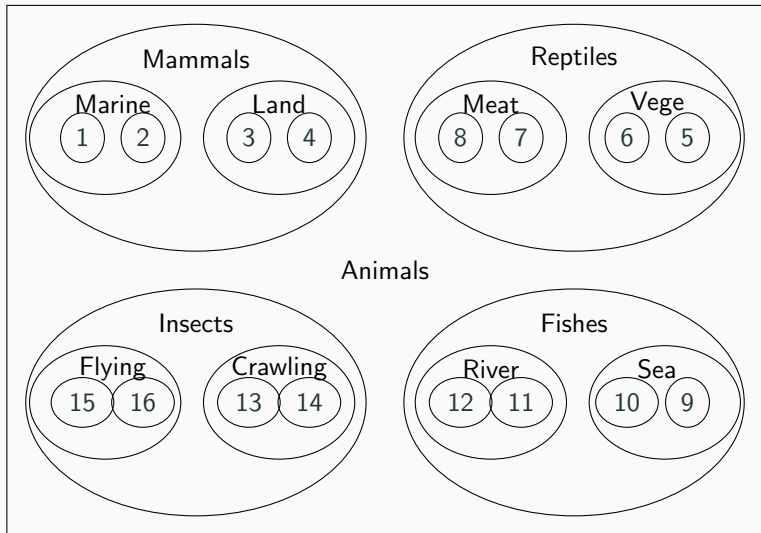 Mammals
Marine
Land
1 2 3 4
Reptiles
Meat
Vege
8 7 6 5
Animals
Insects
Flying
Crawling
15 16 13 14
Fishes
River
Sea
12 11 10 9